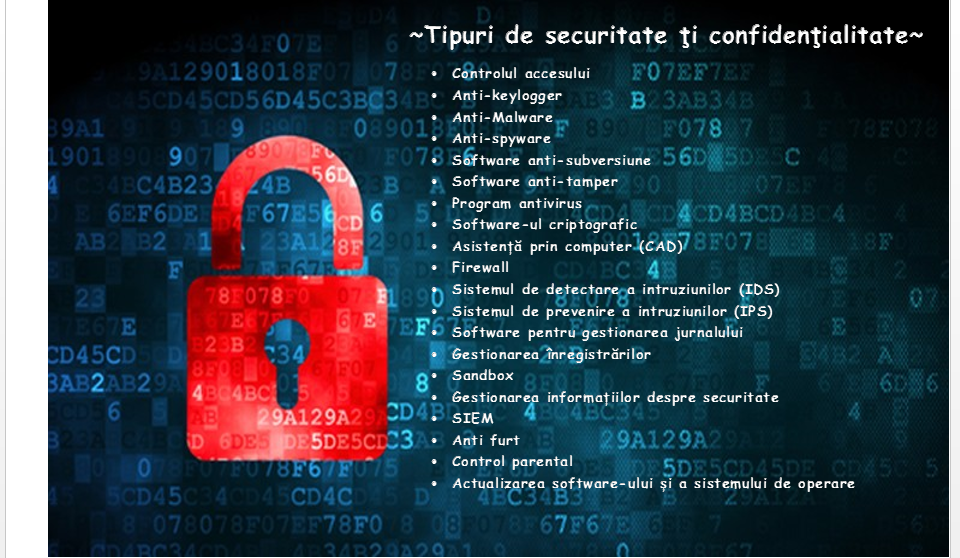 ~Tipuri de securitate ţi confidenţialitate~
• Controlul accesului
• Anti-keylogger
• Anti-Malware
• Anti-spyware
• Software anti-subversiune
• Software anti-tamper
• Program antivirus
• Software-ul criptografic
• Asistență prin computer (CAD)
• Firewall
• Sistemul de detectare a intruziunilor (IDS)
• Sistemul de prevenire a intruziunilor (IPS)
• Software pentru gestionarea jurnalului
• Gestionarea înregistrărilor
• Sandbox
• Gestionarea informațiilor despre securitate
• SIEM
• Anti furt
• Control parental
• Actualizarea software-ului și a sistemului de operare